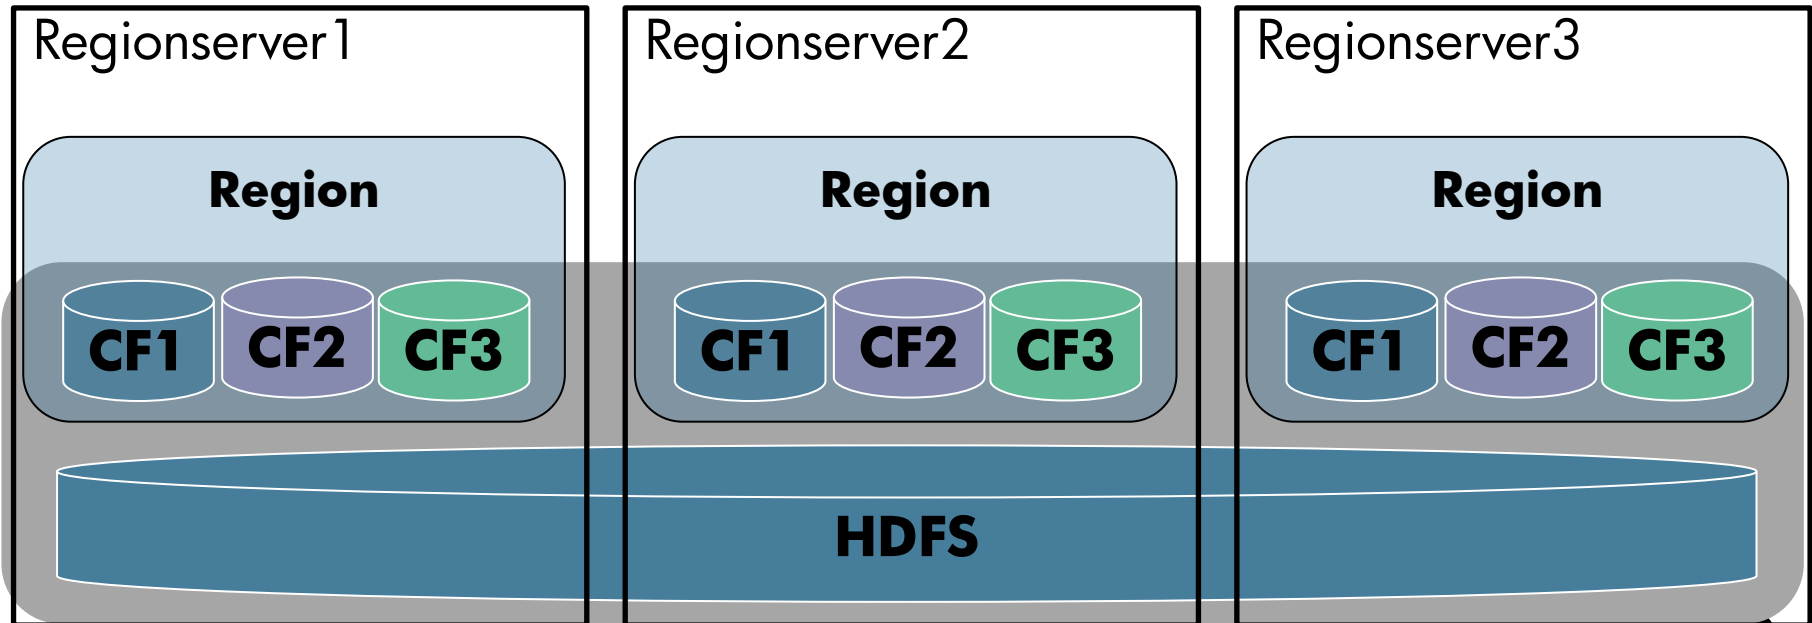 Regionserver1
Regionserver2
Regionserver3
Region
Region
Region
CF1 CF2 CF3
CF1 CF2 CF3
CF1 CF2 CF3
HDFS